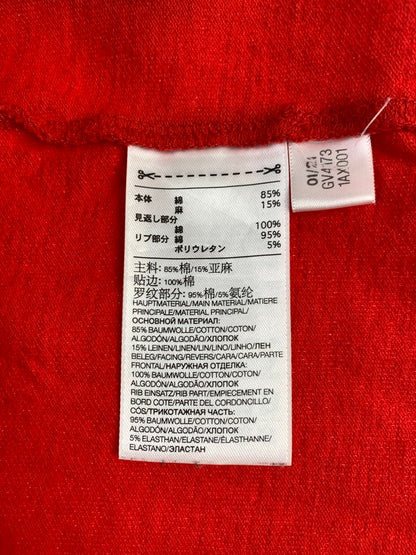 本体 綿 85%
麻 15%
見返し部分
綿 100%
リブ部分 綿 95%
ポリウレタン 5%
主料: 85%棉/15%亚麻
贴边: 100%棉
罗纹部分: 95%棉/5%氨纶
HAUPTMATERIAL/MAIN MATERIAL/MATIERE
PRINCIPALE/MATERIAL PRINCIPAL/
ОСНОВНОЙ МАТЕРИАЛ:
85% BAUMWOLLE/COTTON/COTON/
ALGODÓN/ALGODÃO/ХЛОПОК
15% LEINEN/LINEN/LIN/LINO/LINHO/ЛЕН
BELEG/FACING/REVERS/CARA/CARA/PARTE
FRONTAL/НАРУЖНАЯ ОТДЕЛКА:
100% BAUMWOLLE/COTTON/COTON/
ALGODÓN/ALGODÃO/ХЛОПОК
RIB EINSATZ/RIB PART/EMPIECEMENT EN
BORD COTE/PARTE DEL CORDONCILLO/
CÓS/ТРИКОТАЖНАЯ ЧАСТЬ:
95% BAUMWOLLE/COTTON/COTON/
ALGODÓN/ALGODÃO/ХЛОПОК
5% ELASTHAN/ELASTANE/ÉLASTHANNE/
ELASTANO/ЭЛАСТАН
GV4173
1AX001